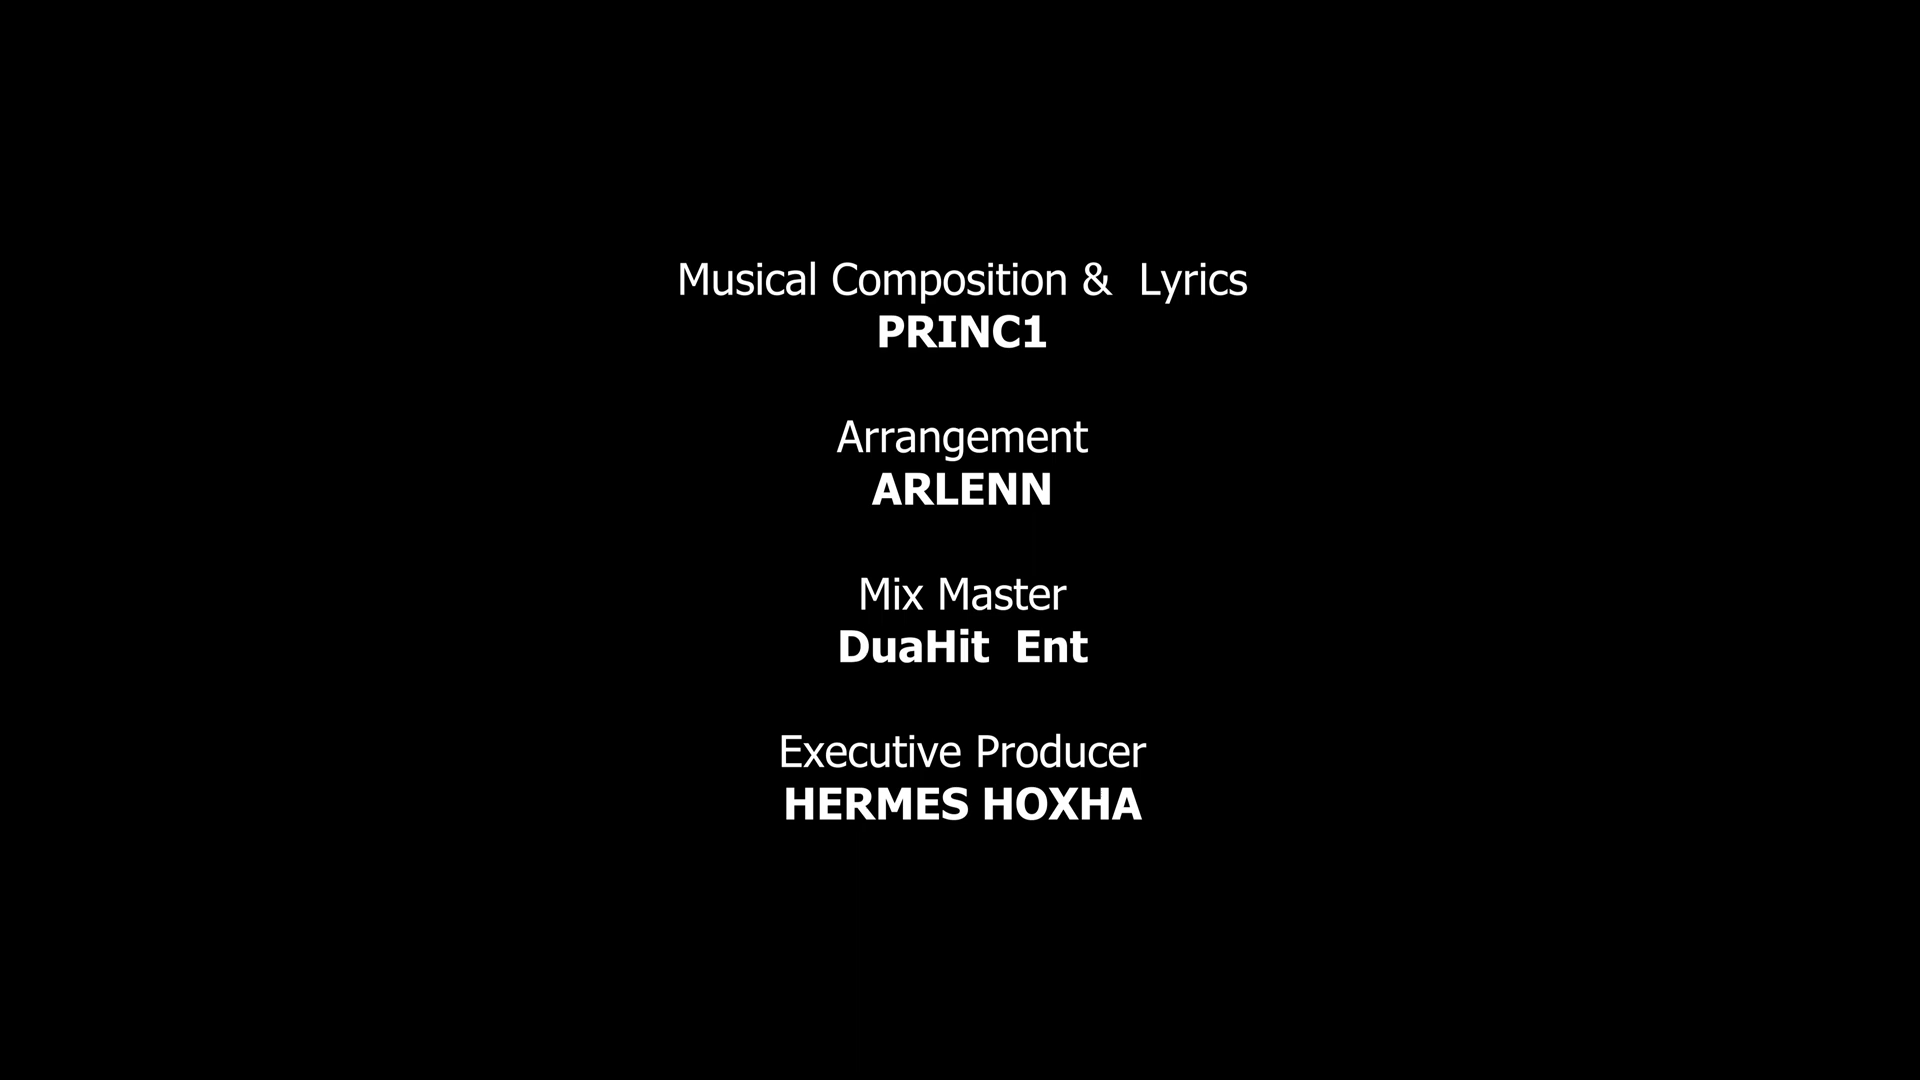 Musical Composition & Lyrics
PRINC1
Arrangement
ARLENN
Mix Master
DuaHit Ent
Executive Producer
HERMES HOXHA